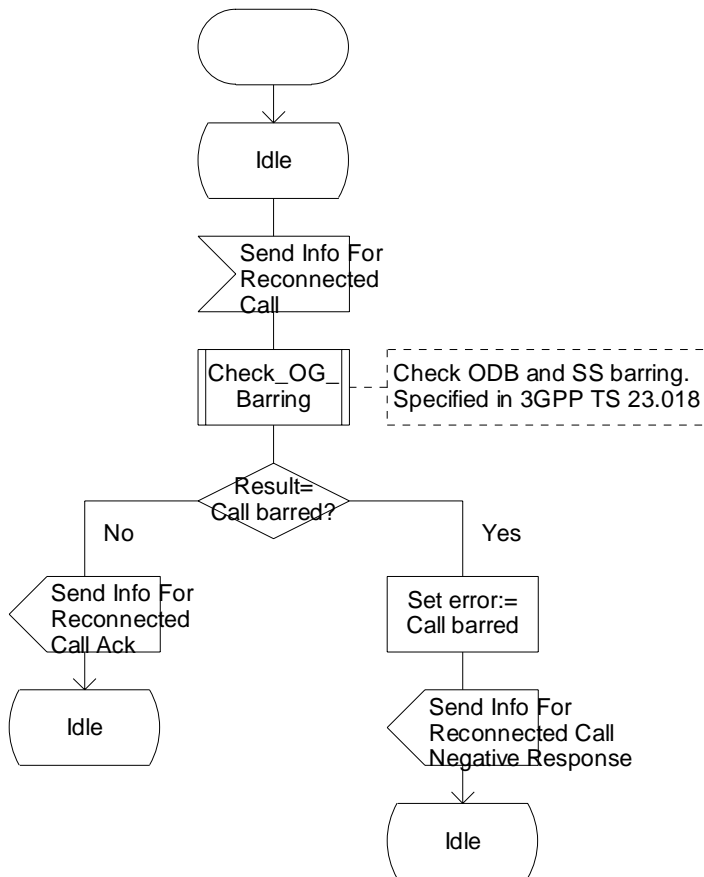 Idle
Send Info For
Reconnected
Call
Check_OG_
Barring
Check ODB and SS barring.
Specified in 3GPP TS 23.018
Result=
Call barred?
No
Yes
Send Info For
Reconnected
Call Ack
Set error:=
Call barred
Idle
Send Info For
Reconnected Call
Negative Response
Idle